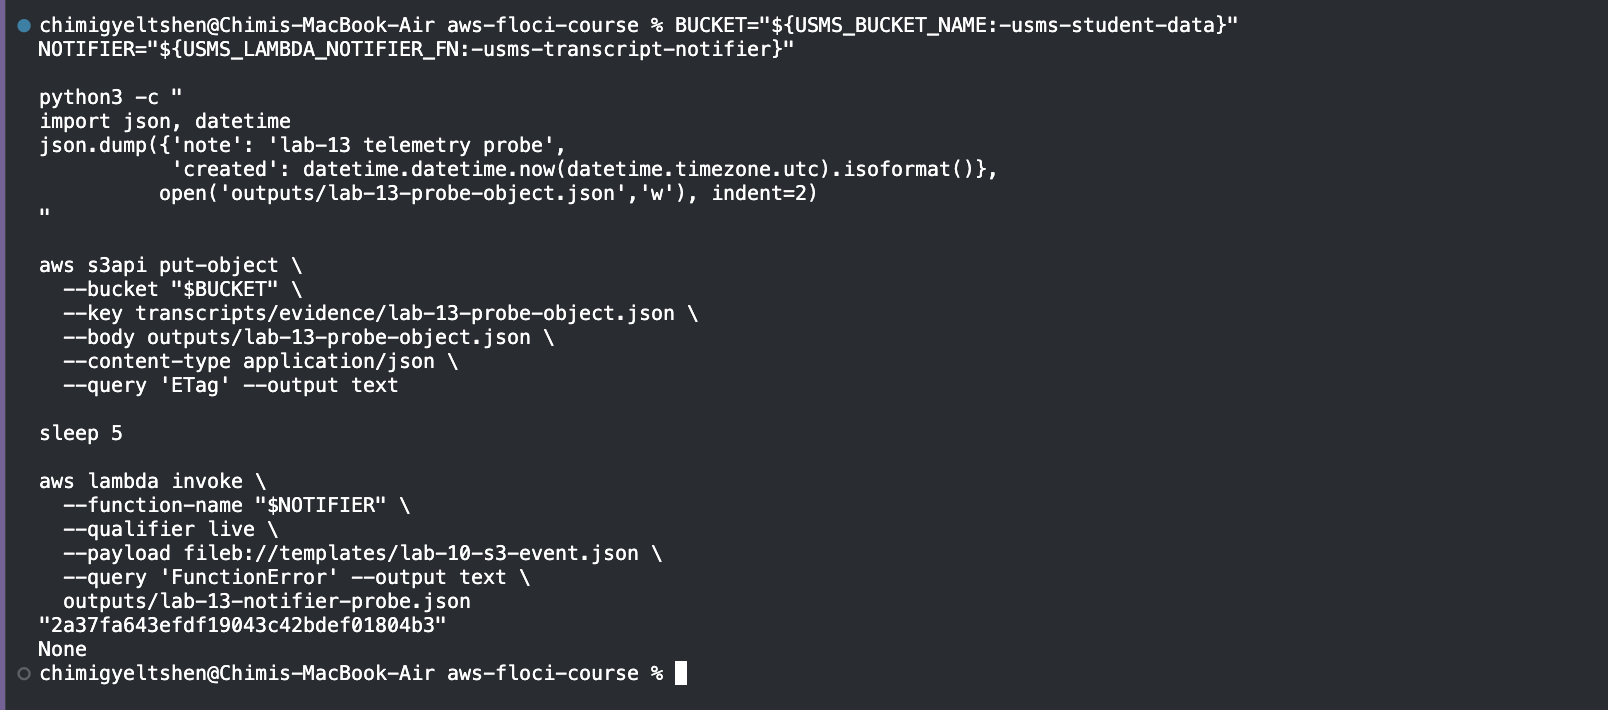 chimigyeltshen@Chimis-MacBook-Air aws-floci-course % BUCKET="${USMS_BUCKET_NAME:-usms-student-data}"
NOTIFIER="${USMS_LAMBDA_NOTIFIER_FN:-usms-transcript-notifier}"
python3 -c "
import json, datetime
json.dump({'note': 'lab-13 telemetry probe',
           'created': datetime.datetime.now(datetime.timezone.utc).isoformat()},
          open('outputs/lab-13-probe-object.json','w'), indent=2)
"
aws s3api put-object \
  --bucket "$BUCKET" \
  --key transcripts/evidence/lab-13-probe-object.json \
  --body outputs/lab-13-probe-object.json \
  --content-type application/json \
  --query 'ETag' --output text
sleep 5
aws lambda invoke \
  --function-name "$NOTIFIER" \
  --qualifier live \
  --payload fileb://templates/lab-10-s3-event.json \
  --query 'FunctionError' --output text \
  outputs/lab-13-notifier-probe.json
"2a37fa643efdf19043c42bdef01804b3"
None
chimigyeltshen@Chimis-MacBook-Air aws-floci-course %